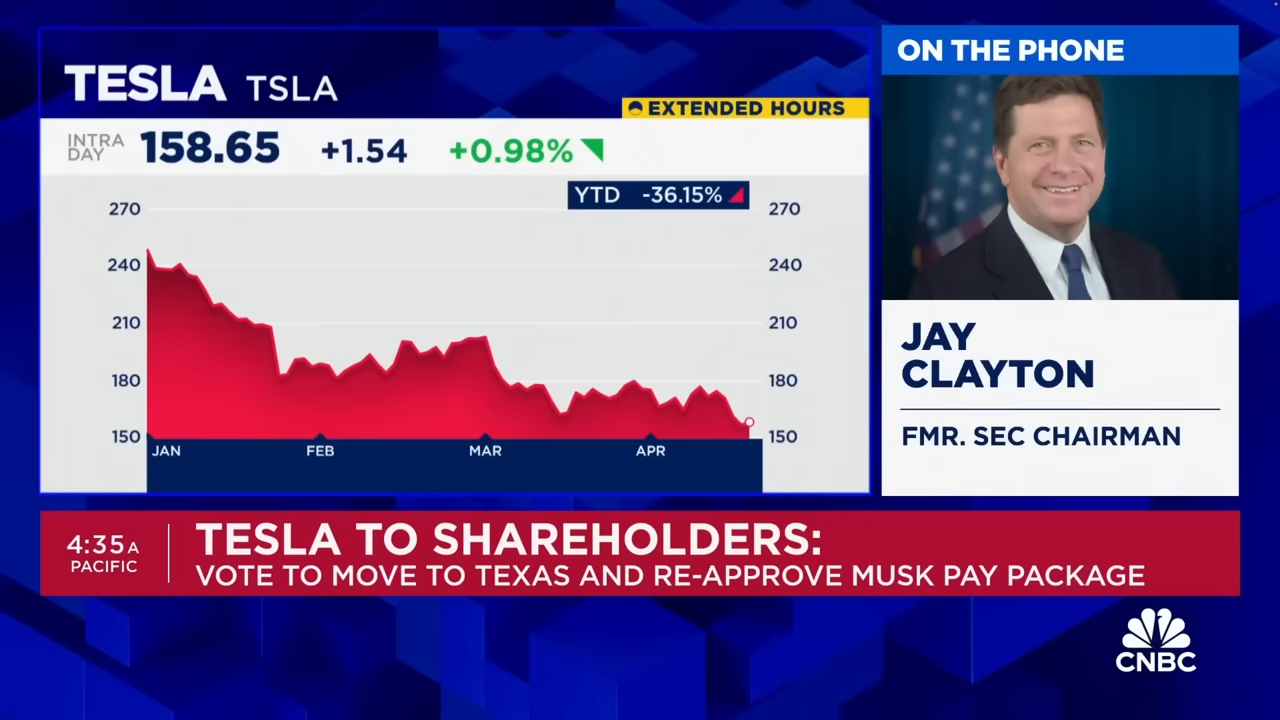 TESLA TSLA
EXTENDED HOURS
INTRA
DAY
158.65 +1.54 +0.98%
YTD -36.15%
270 270
240 240
210 210
180 180
150 150
JAN FEB MAR APR
ON THE PHONE
JAY
CLAYTON
FMR. SEC CHAIRMAN
4:35A
PACIFIC
TESLA TO SHAREHOLDERS:
VOTE TO MOVE TO TEXAS AND RE-APPROVE MUSK PAY PACKAGE
CNBC